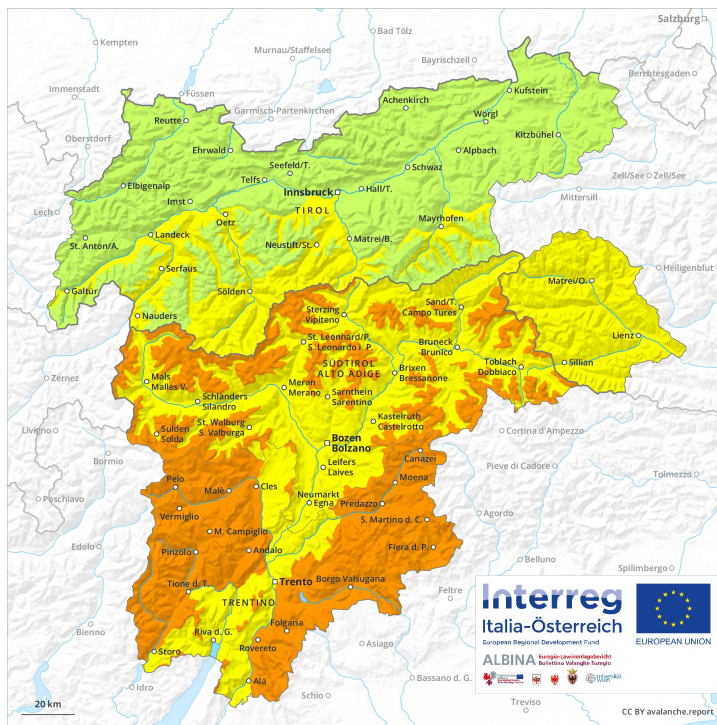 Salzburg
Kempten
Bad Tölz
Murnau/Staffelsee
Bayrischzell
Berchtesgaden
Immenstadt
Füssen
Kufstein
Garmisch-Partenkirchen
Achenkirch
Reutte
Wörgl
Oberstdorf
Kitzbühel
Ehrwald
Alpbach
Seefeld/T.
Schwaz
Telfs
Zell/See
Zell/See
Elbigenalp
Innsbruck
Hall/T.
Mittersill
Imst
Lech
TIROL
Oetz
Mayrhofen
St. Anton/A.
Landeck
Neustift/St.
Matrei/B.
Serfaus
Heiligenblut
Galtür
Sölden
Matrei/O.
Nauders
Sterzing
Vipiteno
Sand/T.
Campo Tures
Lienz
St. Leonhard/P.
S. Leonardo i. P.
Bruneck
Brunico
Toblach
Dobbiaco
Sillian
SÜDTIROL
ALTO ADIGE
Brixen
Bressanone
Zernez
Mals
Malles V.
Meran
Merano
Sarnthein
Sarentino
Schlanders
Silandro
Kastelruth
Castelrotto
St. Walburg
S. Valburga
Livigno
Sulden
Solda
Cortina d'Ampezzo
Bozen
Bolzano
Bormio
Canazei
Pieve di Cadore
Leifers
Laives
Tolmezzo
Poschiavo
Peio
Malè
Cles
Moena
Neumarkt
Egna
Predazzo
Vermiglio
Agordo
S. Martino d. C.
M. Campiglio
Edolo
Pinzolo
Andalo
Fiera d. P.
Belluno
Spilimbergo
Tione d. T.
Trento
Borgo Valsugana
Feltre
TRENTINO
Folgaria
Bienno
Riva d. G.
Rovereto
Asiago
Storo
Ala
Bassano d. G.
Idro
Schio
Treviso
20 km
Interreg
Italia-Österreich
European Regional Development Fund
EUROPEAN UNION
ALBINA
Euregio-Lawinenlagebericht
Bollettino Valanghe Euregio
universität
wien
CC BY avalanche.report